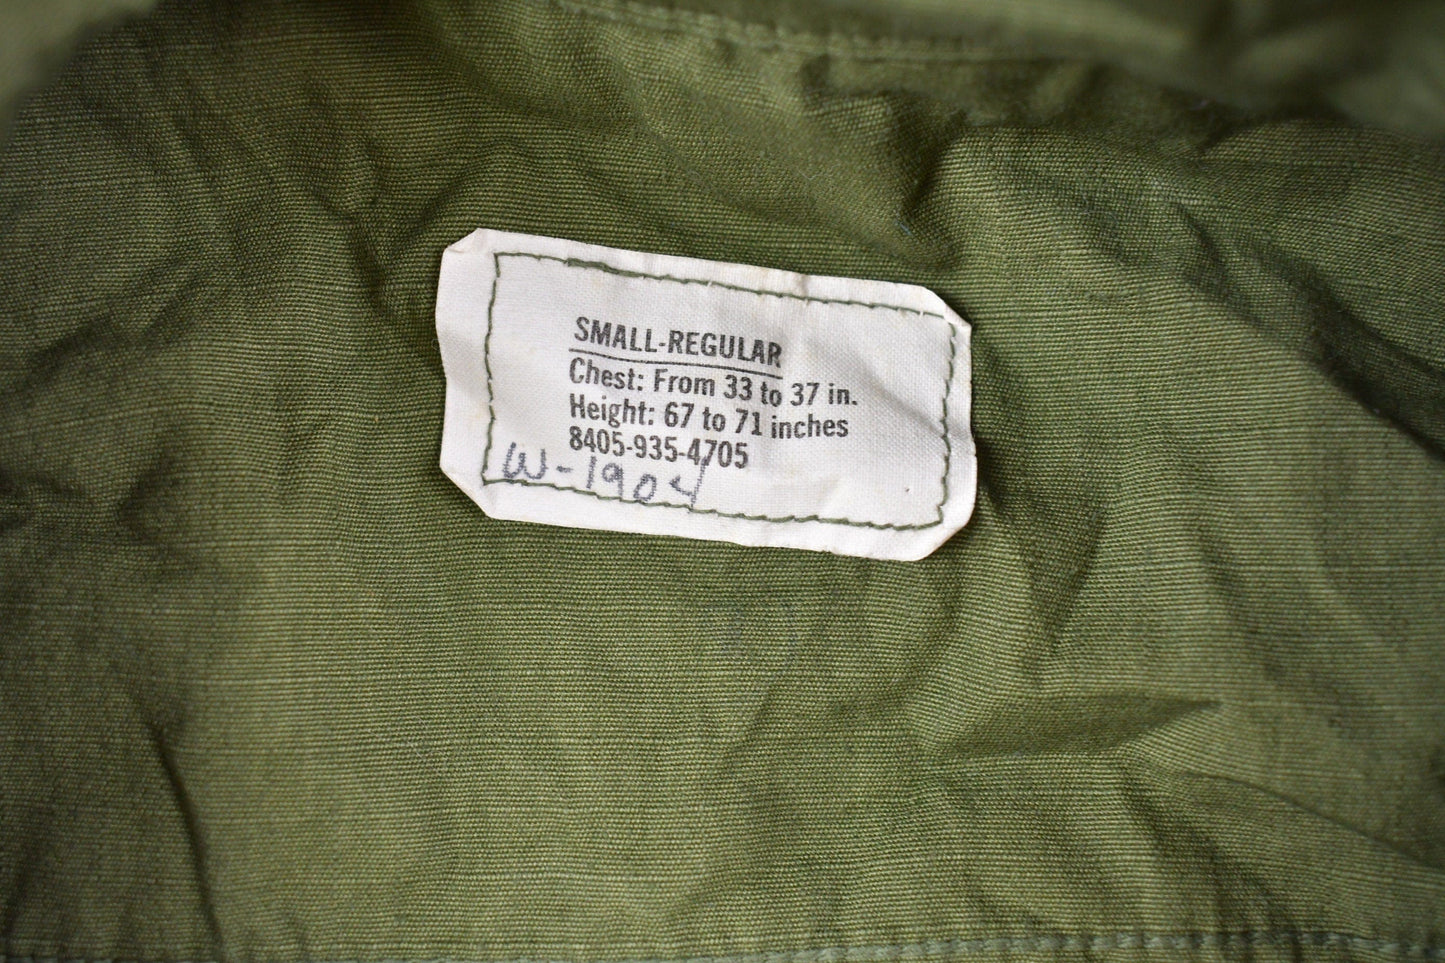 SMALL-REGULAR
Chest: From 33 to 37 in.
Height: 67 to 71 inches
8405-935-4705
W-1904